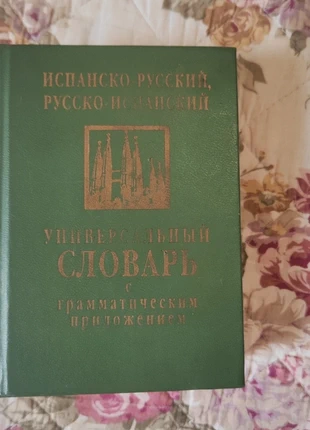 ИСПАНСКО-РУССКИЙ,
РУССКО-ИСПАНСКИЙ
УНИВЕРСАЛЬНЫЙ
СЛОВАРЬ
с
грамматическим
приложением